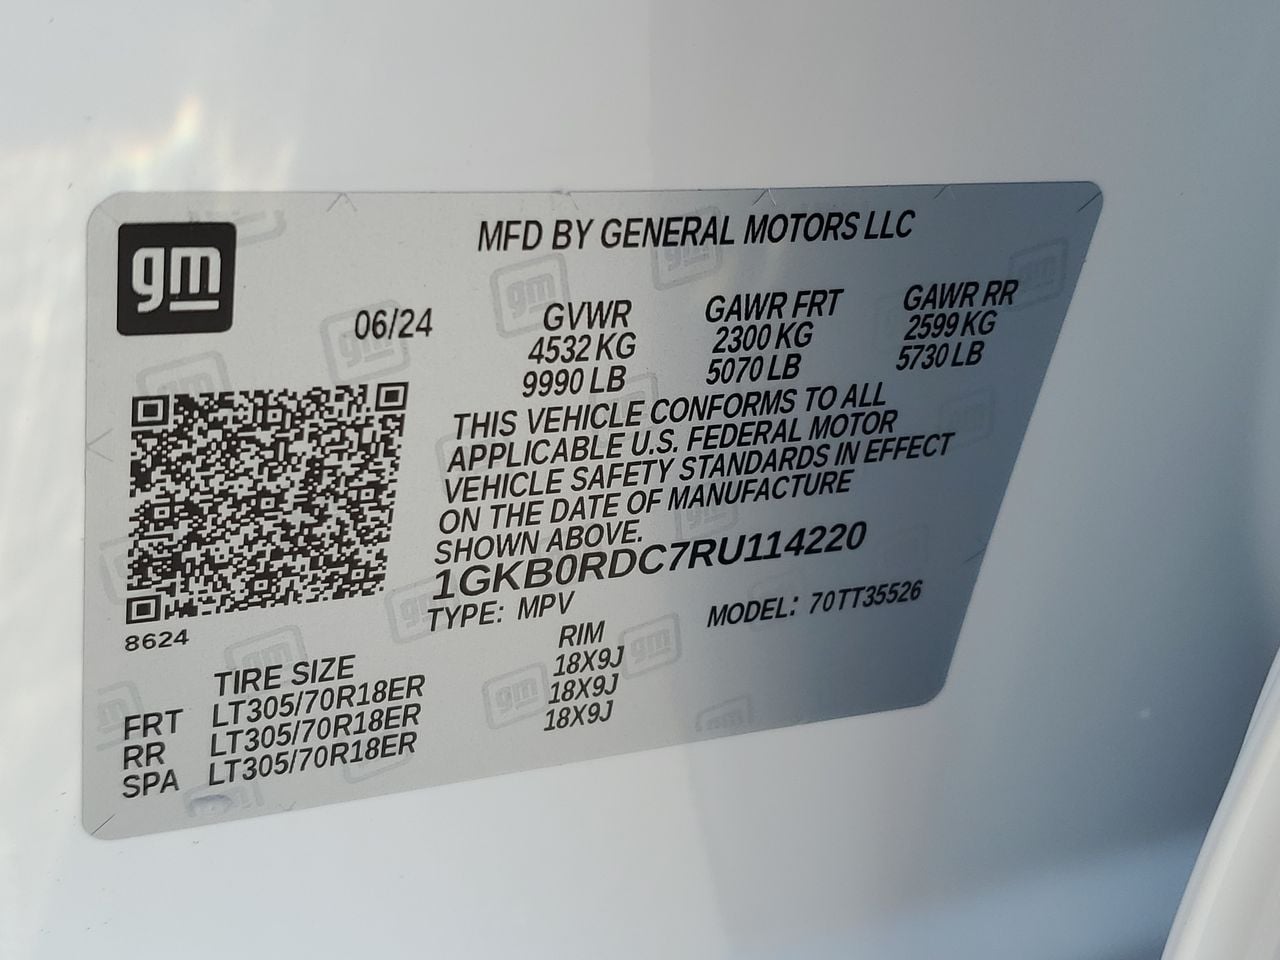 gm
MFD BY GENERAL MOTORS LLC
06/24
GVWR GAWR FRT GAWR RR
4532 KG 2300 KG 2599 KG
9990 LB 5070 LB 5730 LB
THIS VEHICLE CONFORMS TO ALL
APPLICABLE U.S. FEDERAL MOTOR
VEHICLE SAFETY STANDARDS IN EFFECT
ON THE DATE OF MANUFACTURE
SHOWN ABOVE.
1GKB0RDC7RU114220
TYPE: MPV MODEL: 70TT35526
8624
TIRE SIZE RIM
FRT LT305/70R18ER 18X9J
RR LT305/70R18ER 18X9J
SPA LT305/70R18ER 18X9J